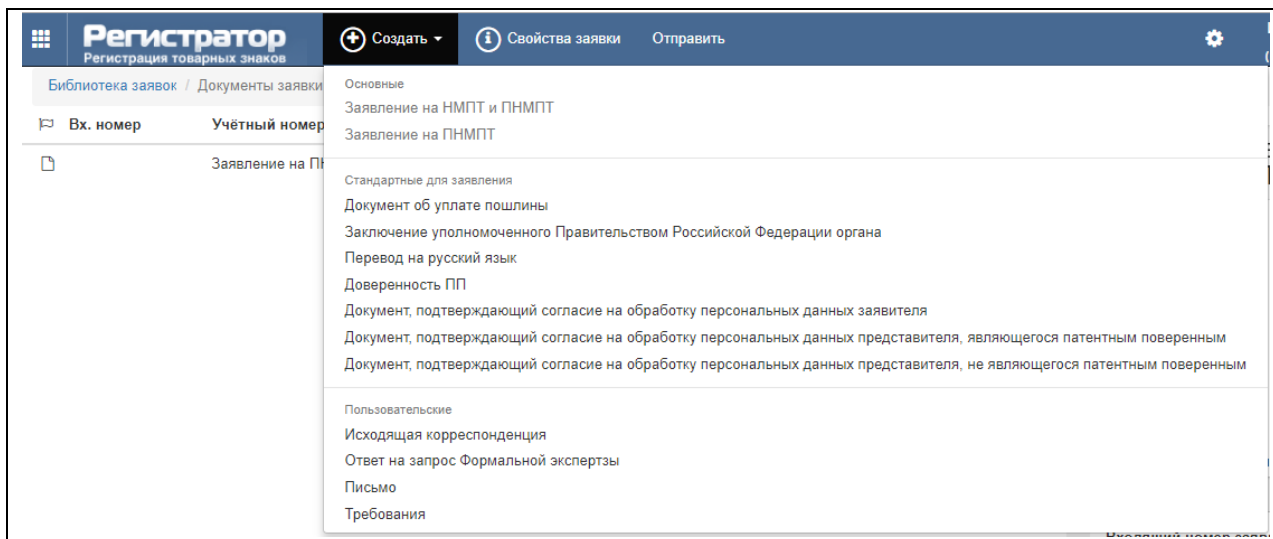 Регистратор
Регистрация товарных знаков
Создать
Свойства заявки
Отправить
Библиотека заявок / Документы заявки
Вх. номер
Учётный номер
Заявление на
Основные
Заявление на НМПТ и ПНМПТ
Заявление на ПНМПТ
Стандартные для заявления
Документ об уплате пошлины
Заключение уполномоченного Правительством Российской Федерации органа
Перевод на русский язык
Доверенность ПП
Документ, подтверждающий согласие на обработку персональных данных заявителя
Документ, подтверждающий согласие на обработку персональных данных представителя, являющегося патентным поверенным
Документ, подтверждающий согласие на обработку персональных данных представителя, не являющегося патентным поверенным
Пользовательские
Исходящая корреспонденция
Ответ на запрос Формальной экспертзы
Письмо
Требования